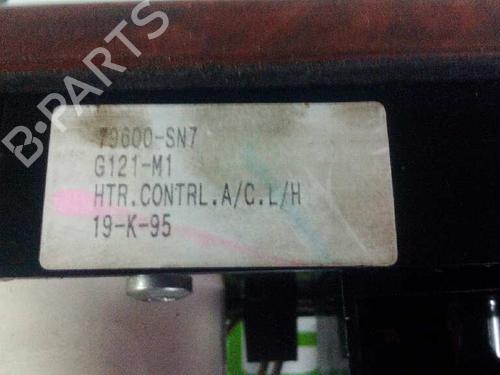 B-PARTS
79600-SN7
G121-M1
HTR.CONTRL.A/C.L/H
19-K-95